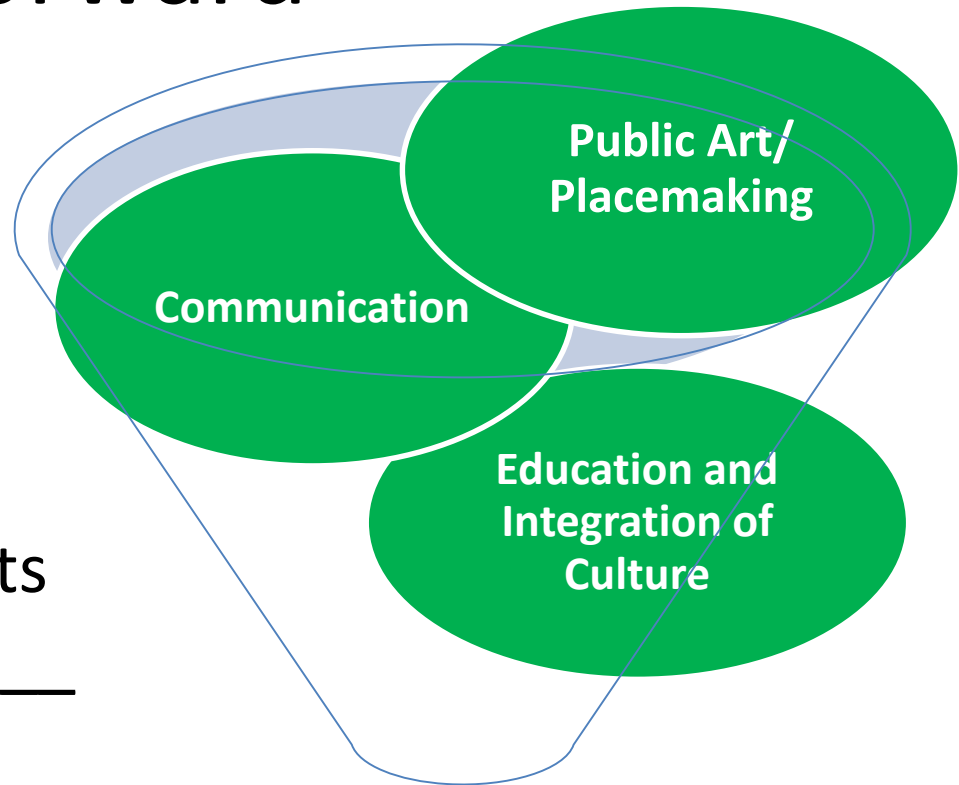 Public Art/
Placemaking
Communication
Education and
Integration of
Culture
ts